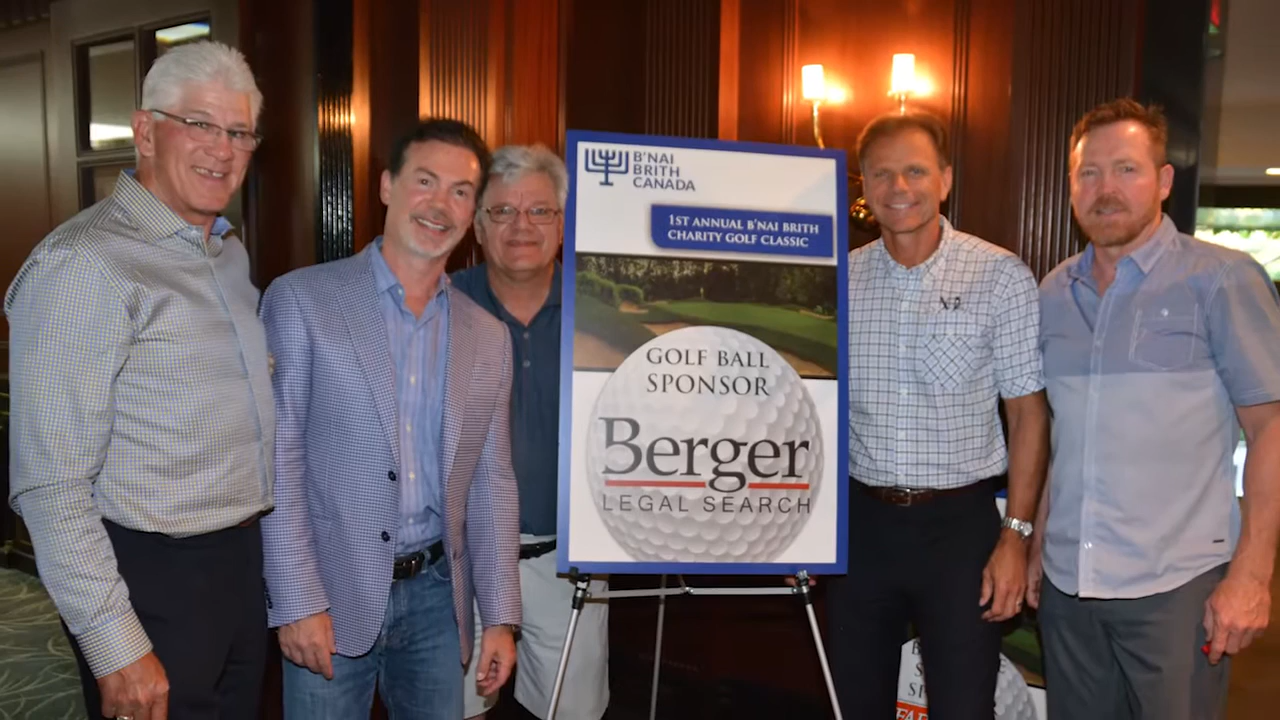 B'NAI
BRITH
CANADA
1ST ANNUAL B'NAI BRITH
CHARITY GOLF CLASSIC
GOLF BALL
SPONSOR
Berger
LEGAL SEARCH